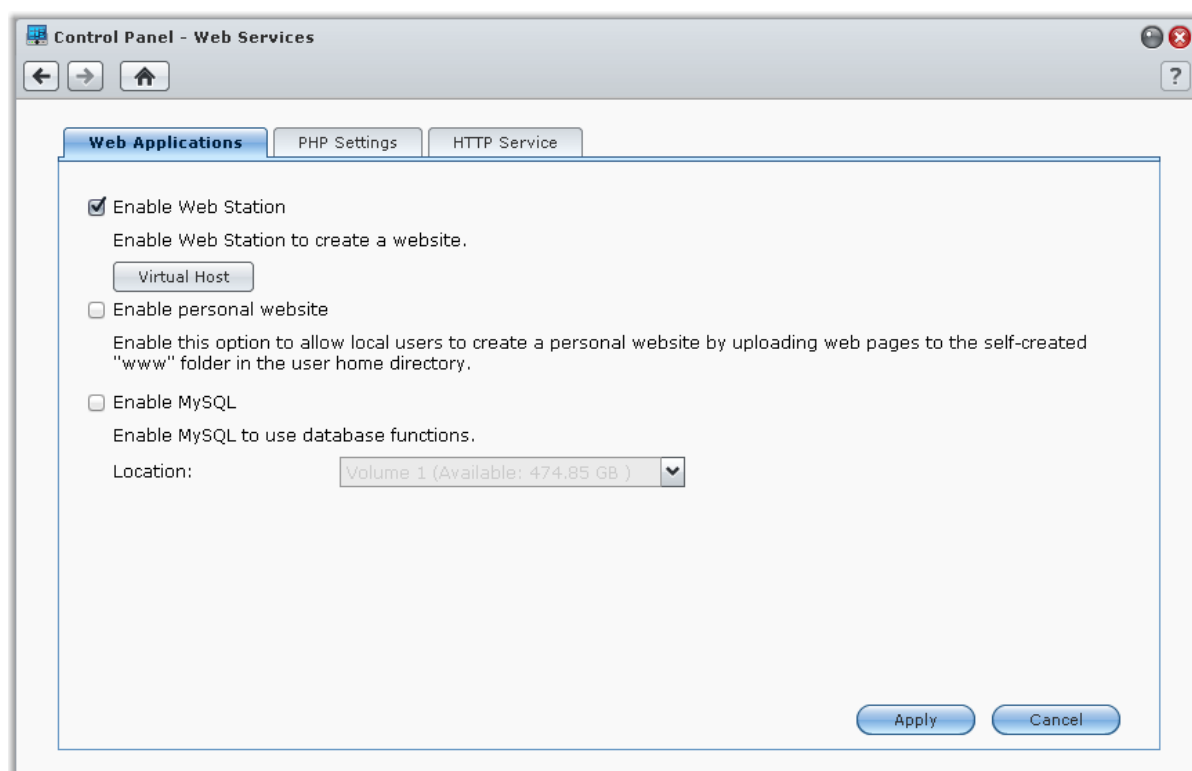 Control Panel - Web Services
?
Web Applications PHP Settings HTTP Service
Enable Web Station
Enable Web Station to create a website.
Virtual Host
Enable personal website
Enable this option to allow local users to create a personal website by uploading web pages to the self-created
"www" folder in the user home directory.
Enable MySQL
Enable MySQL to use database functions.
Location: Volume 1 (Available: 474.85 GB )
Apply Cancel